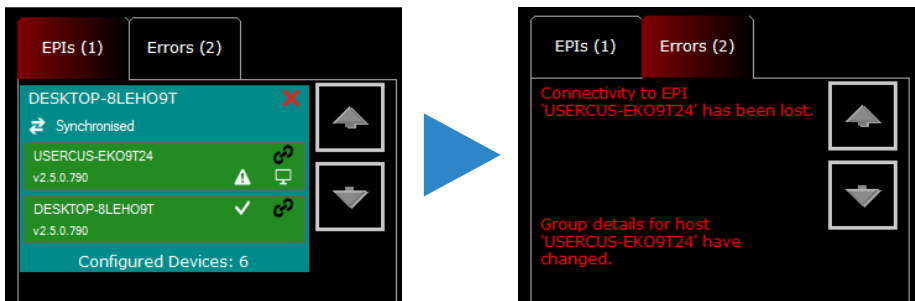 EPIs (1)
Errors (2)
DESKTOP-8LEHO9T
Synchronised
USERCUS-EKO9T24
v2.5.0.790
DESKTOP-8LEHO9T
v2.5.0.790
Configured Devices: 6
EPIs (1)
Errors (2)
Connectivity to EPI
'USERCUS-EKO9T24' has been lost.
Group details for host
'USERCUS-EKO9T24' have
changed.